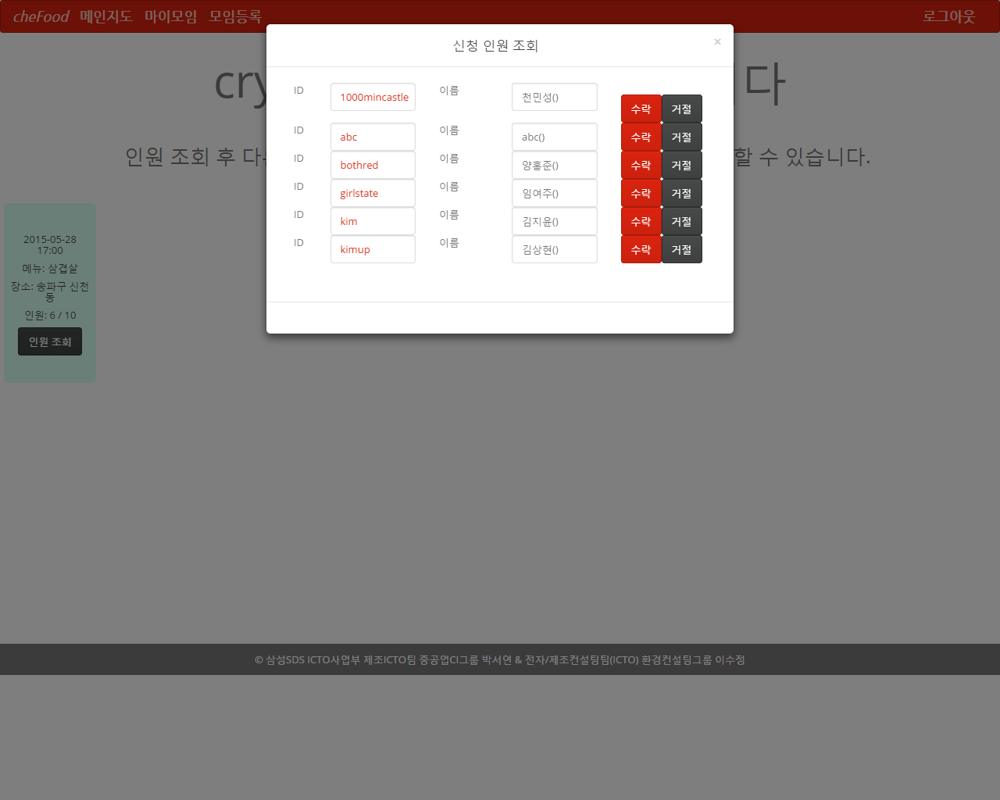 cheFood 메인지도 마이모임 모임등록 로그아웃
신청 인원 조회 ×
다
인원 조회 후 할 수 있습니다.
ID 1000mincastle 이름 천민성() 수락 거절
ID abc 이름 abc() 수락 거절
ID bothred 이름 양홍준() 수락 거절
ID girlstate 이름 임여주() 수락 거절
ID kim 이름 김지윤() 수락 거절
ID kimup 이름 김상현() 수락 거절
2015-05-28
17:00
메뉴: 삼겹살
장소: 송파구 신천
동
인원: 6 / 10
인원 조회
© 삼성SDS ICTO사업부 제조ICTO팀 중공업CI그룹 박서연 & 전자/제조컨설팅팀(ICTO) 환경컨설팅그룹 이수정